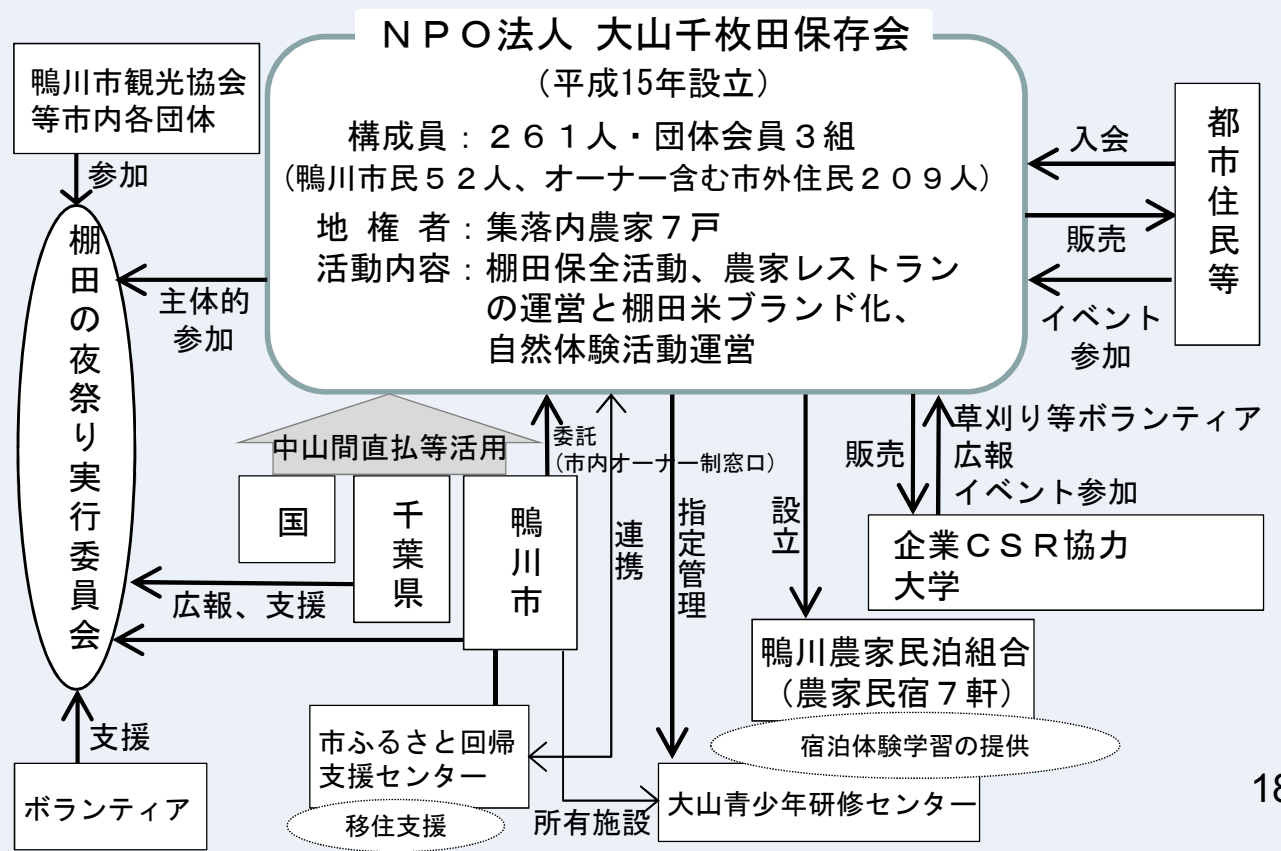 NPO法人 大山千枚田保存会
(平成15年設立)
構成員:261人・団体会員3組
(鴨川市民52人、オーナー含む市外住民209人)
地権者:集落内農家7戸
活動内容:棚田保全活動、農家レストラン
の運営と棚田米ブランド化、
自然体験活動運営
鴨川市観光協会
等市内各団体
参加
棚田の夜祭り実行委員会
主体的
参加
都市住民等
入会
販売
イベント
参加
中山間直払等活用
国
千葉県
鴨川市
委託
(市内オーナー制窓口)
連携
指定管理
設立
販売
草刈り等ボランティア
広報
イベント参加
企業CSR協力
大学
広報、支援
鴨川農家民泊組合
(農家民宿7軒)
宿泊体験学習の提供
支援
ボランティア
市ふるさと回帰
支援センター
移住支援
所有施設
大山青少年研修センター
18